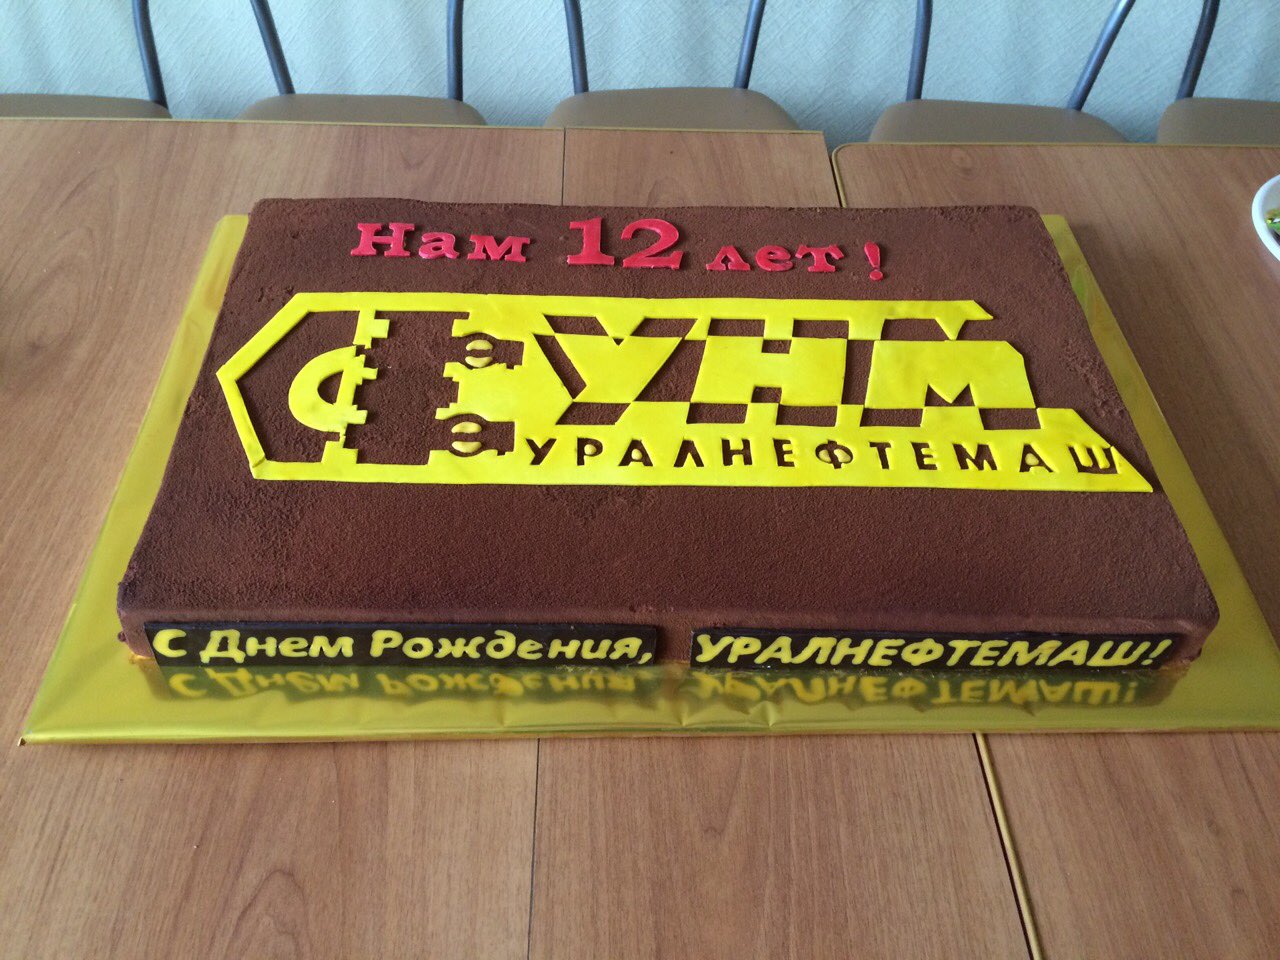 Нам 12 лет!
УНМ
УРАЛНЕФТЕМАШ
С Днем Рождения, УРАЛНЕФТЕМАШ!